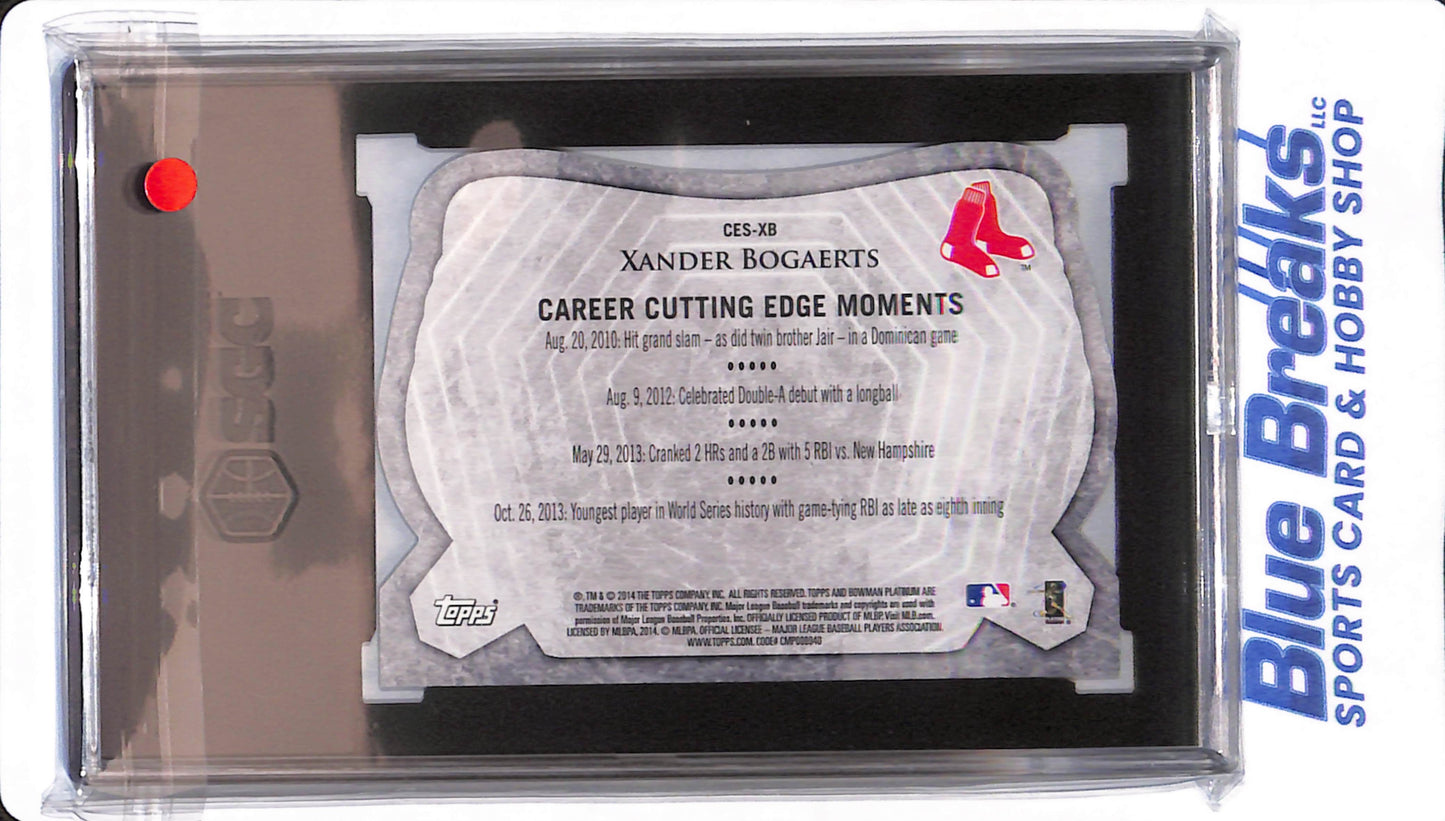 CES-XB
XANDER BOGAERTS
CAREER CUTTING EDGE MOMENTS
Aug. 20, 2010: Hit grand slam – as did twin brother Jair – in a Dominican game
Aug. 9, 2012: Celebrated Double-A debut with a longball
May 29, 2013: Cranked 2 HRs and a 2B with 5 RBI vs. New Hampshire
Oct. 26, 2013: Youngest player in World Series history with game-tying RBI as late as eighth inning
TM
topps®
®, TM & © 2014 THE TOPPS COMPANY, INC. ALL RIGHTS RESERVED. TOPPS AND BOWMAN PLATINUM ARE
TRADEMARKS OF THE TOPPS COMPANY, INC. Major League Baseball trademarks and copyrights are used with
permission of Major League Baseball Properties, Inc. OFFICIALLY LICENSED PRODUCT OF MLBP. Visit MLB.com.
LICENSED BY MLBPA, 2014. © MLBPA. OFFICIAL LICENSEE – MAJOR LEAGUE BASEBALL PLAYERS ASSOCIATION.
WWW.TOPPS.COM. CODE# CMP000940
SGC
Blue Breaks LLC
SPORTS CARD & HOBBY SHOP